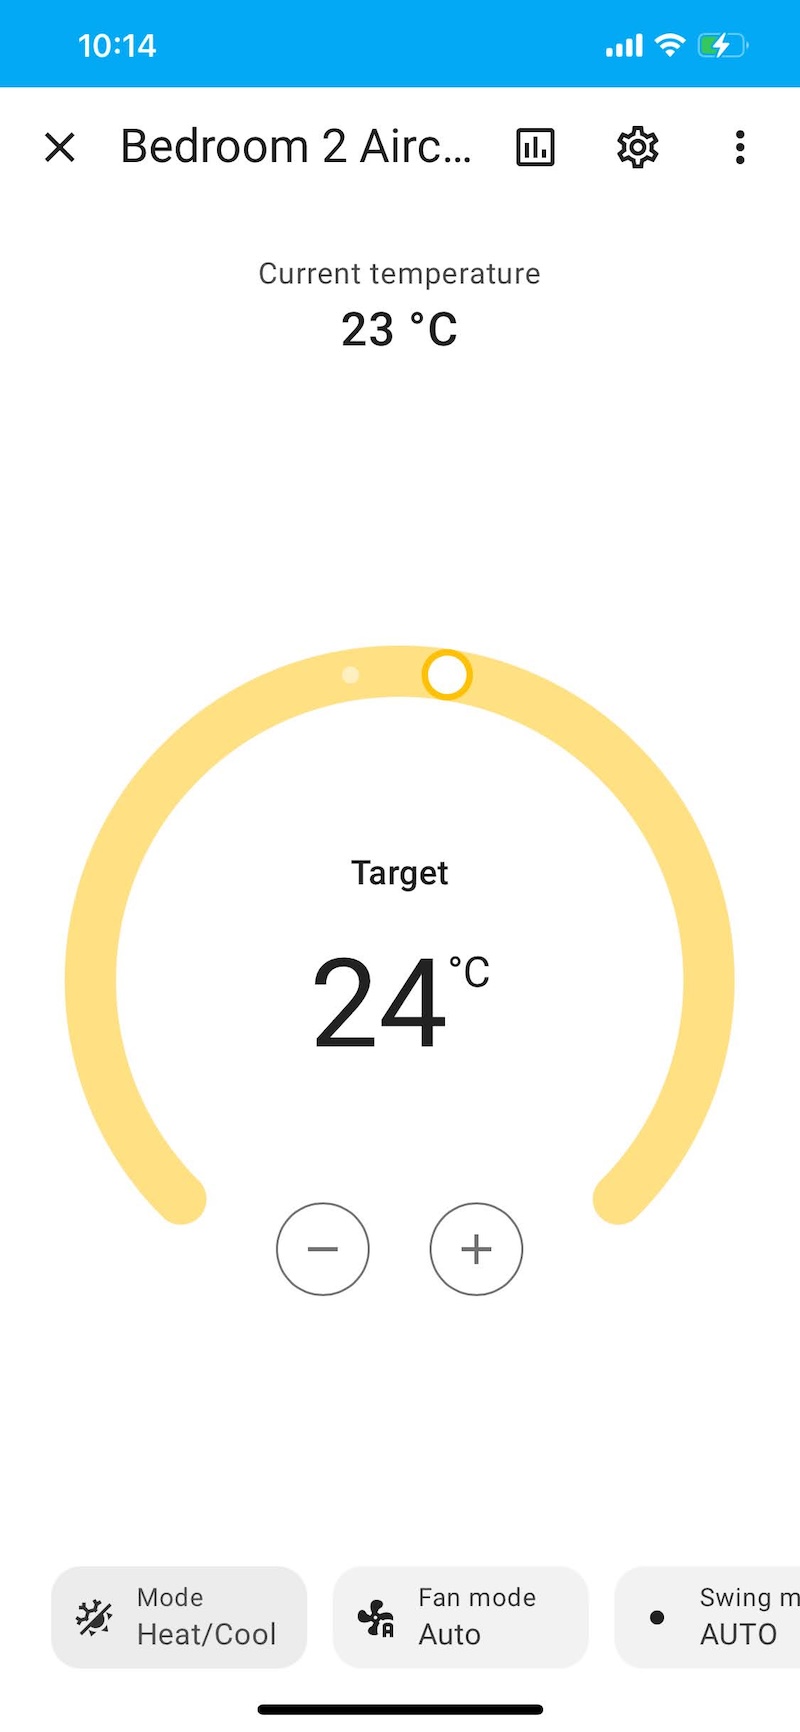 10:14
Bedroom 2 Airc...
Current temperature
23 °C
Target
24 °C
Mode
Heat/Cool
Fan mode
Auto
Swing m
AUTO